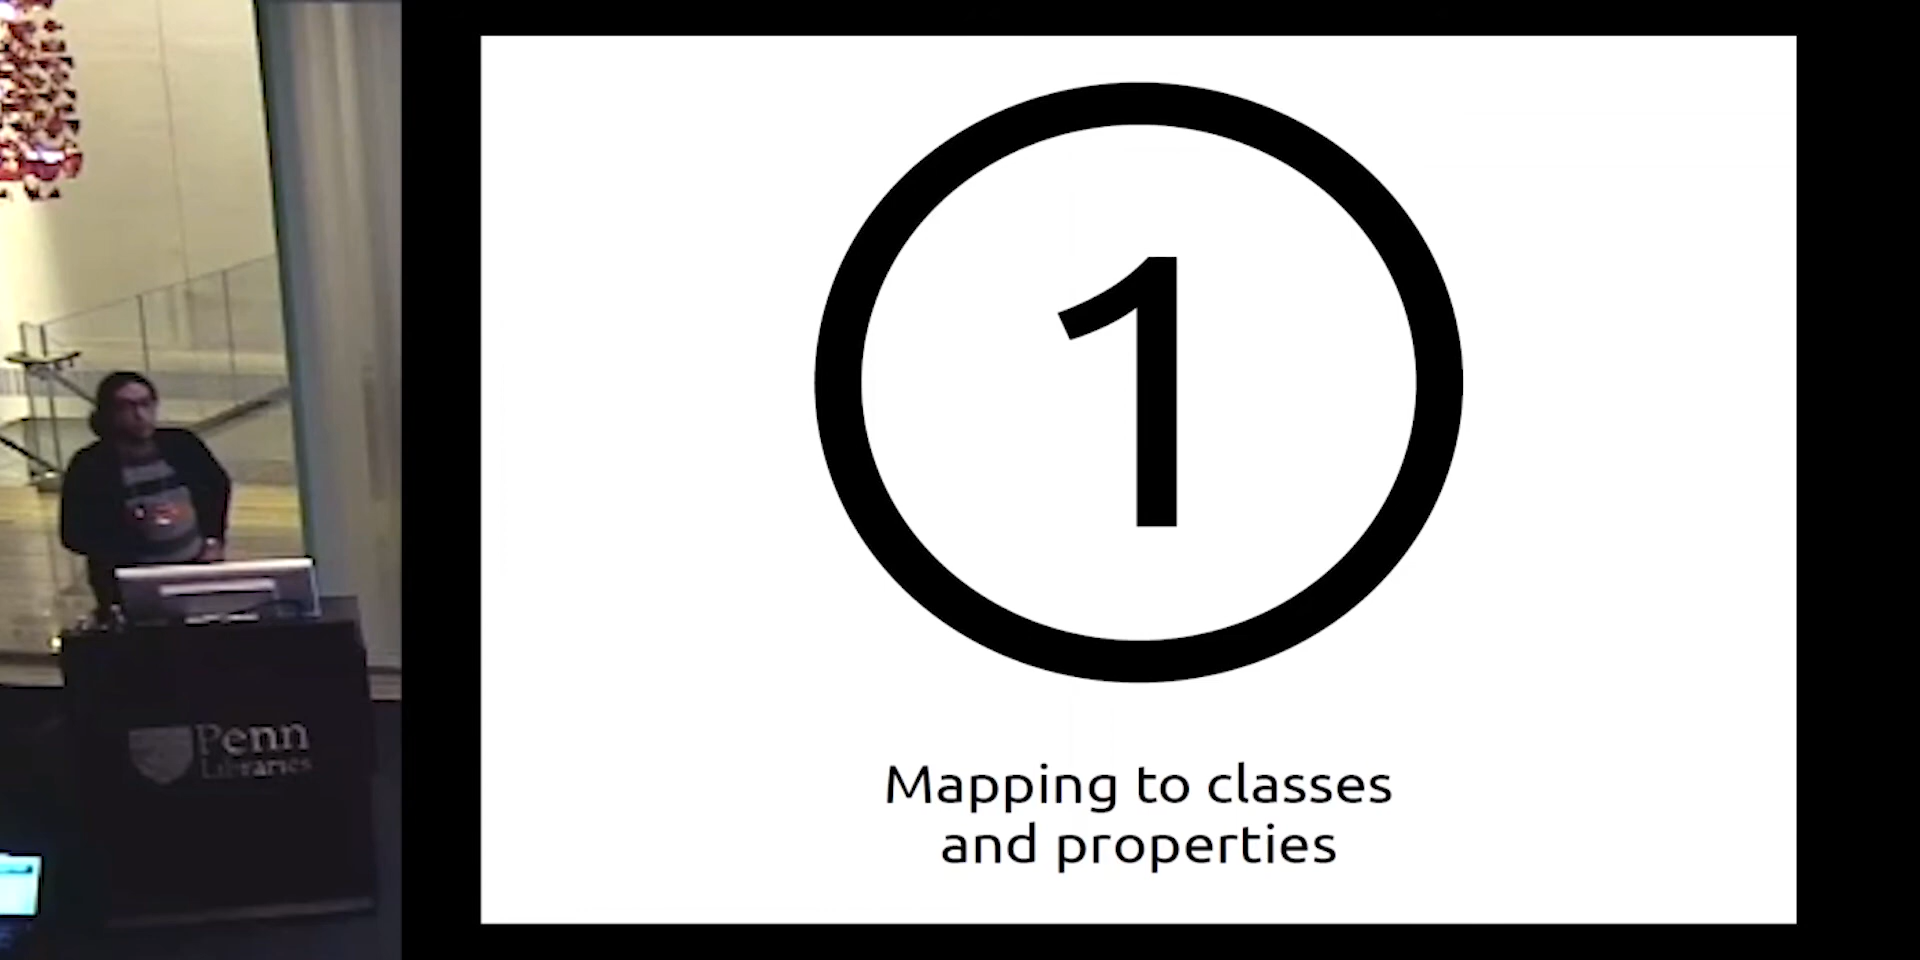 Penn
Libraries
1
Mapping to classes
and properties